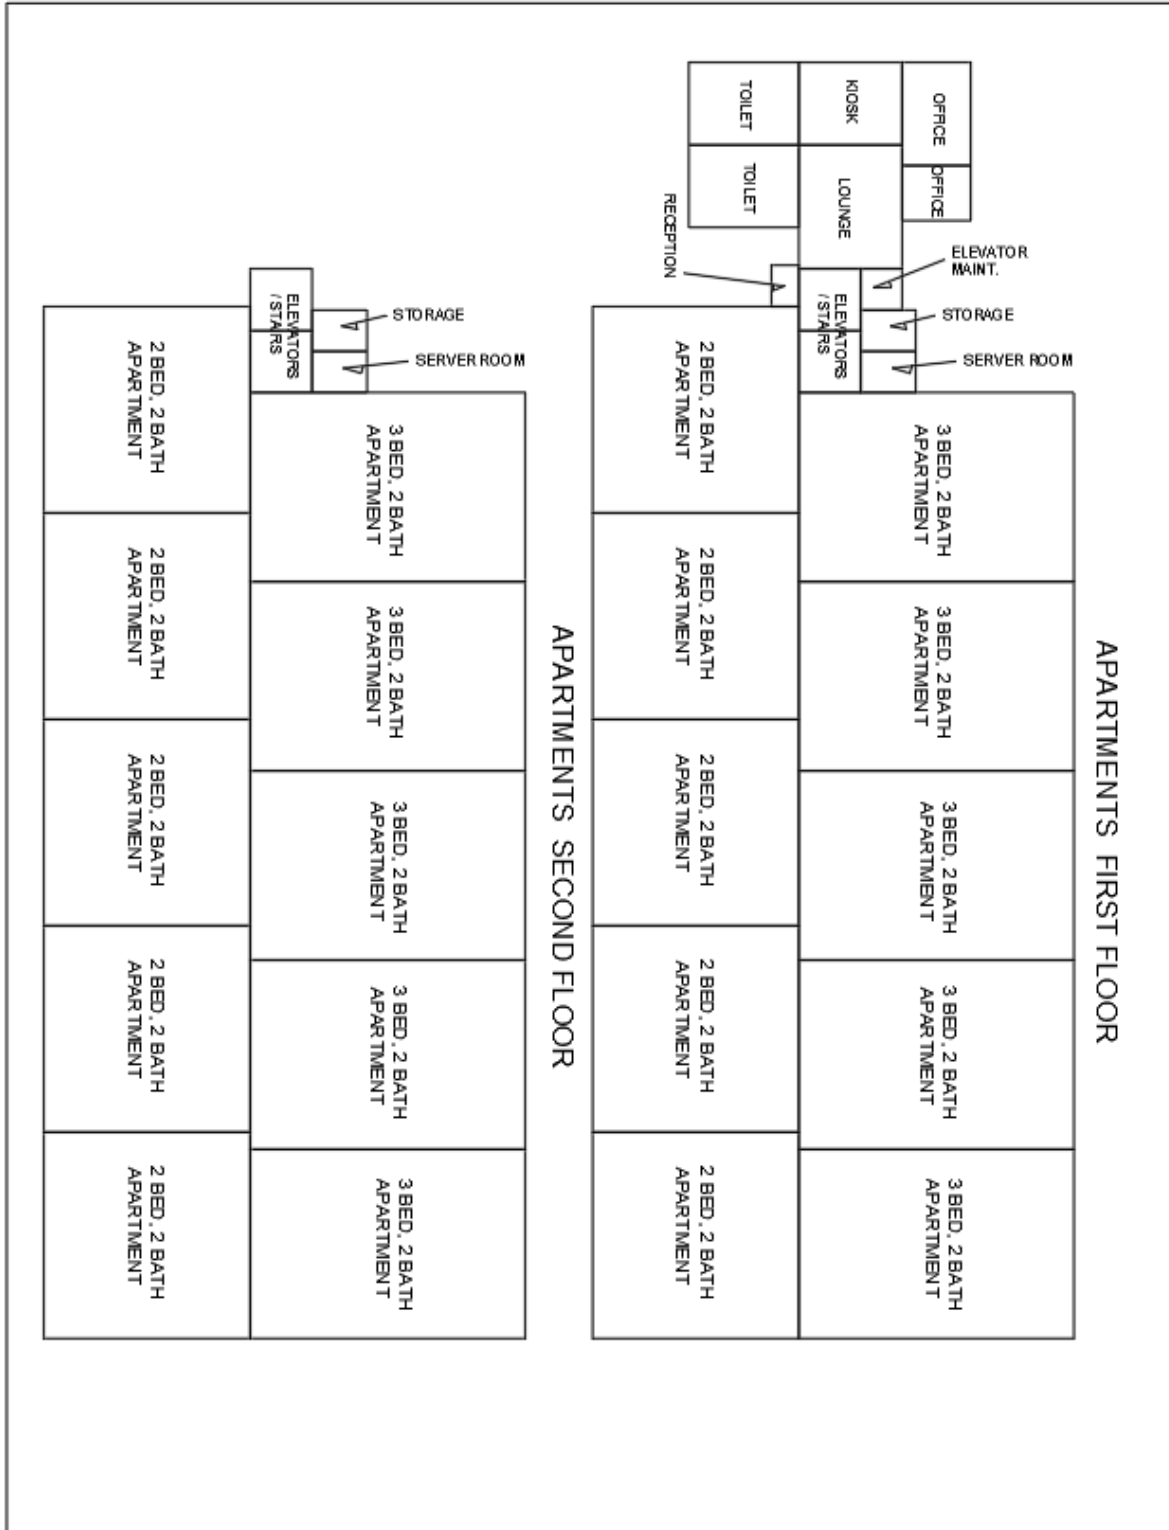 APARTMENTS FIRST FLOOR
OFFICE
OFFICE
KIOSK
LOUNGE
TOILET
TOILET
RECEPTION
ELEVATOR
MAINT.
ELEVATORS
/ STAIRS
STORAGE
SERVER ROOM
3 BED, 2 BATH
APARTMENT
3 BED, 2 BATH
APARTMENT
3 BED, 2 BATH
APARTMENT
3 BED, 2 BATH
APARTMENT
3 BED, 2 BATH
APARTMENT
2 BED, 2 BATH
APARTMENT
2 BED, 2 BATH
APARTMENT
2 BED, 2 BATH
APARTMENT
2 BED, 2 BATH
APARTMENT
2 BED, 2 BATH
APARTMENT
APARTMENTS SECOND FLOOR
ELEVATORS
/ STAIRS
STORAGE
SERVER ROOM
3 BED, 2 BATH
APARTMENT
3 BED, 2 BATH
APARTMENT
3 BED, 2 BATH
APARTMENT
3 BED, 2 BATH
APARTMENT
3 BED, 2 BATH
APARTMENT
2 BED, 2 BATH
APARTMENT
2 BED, 2 BATH
APARTMENT
2 BED, 2 BATH
APARTMENT
2 BED, 2 BATH
APARTMENT
2 BED, 2 BATH
APARTMENT